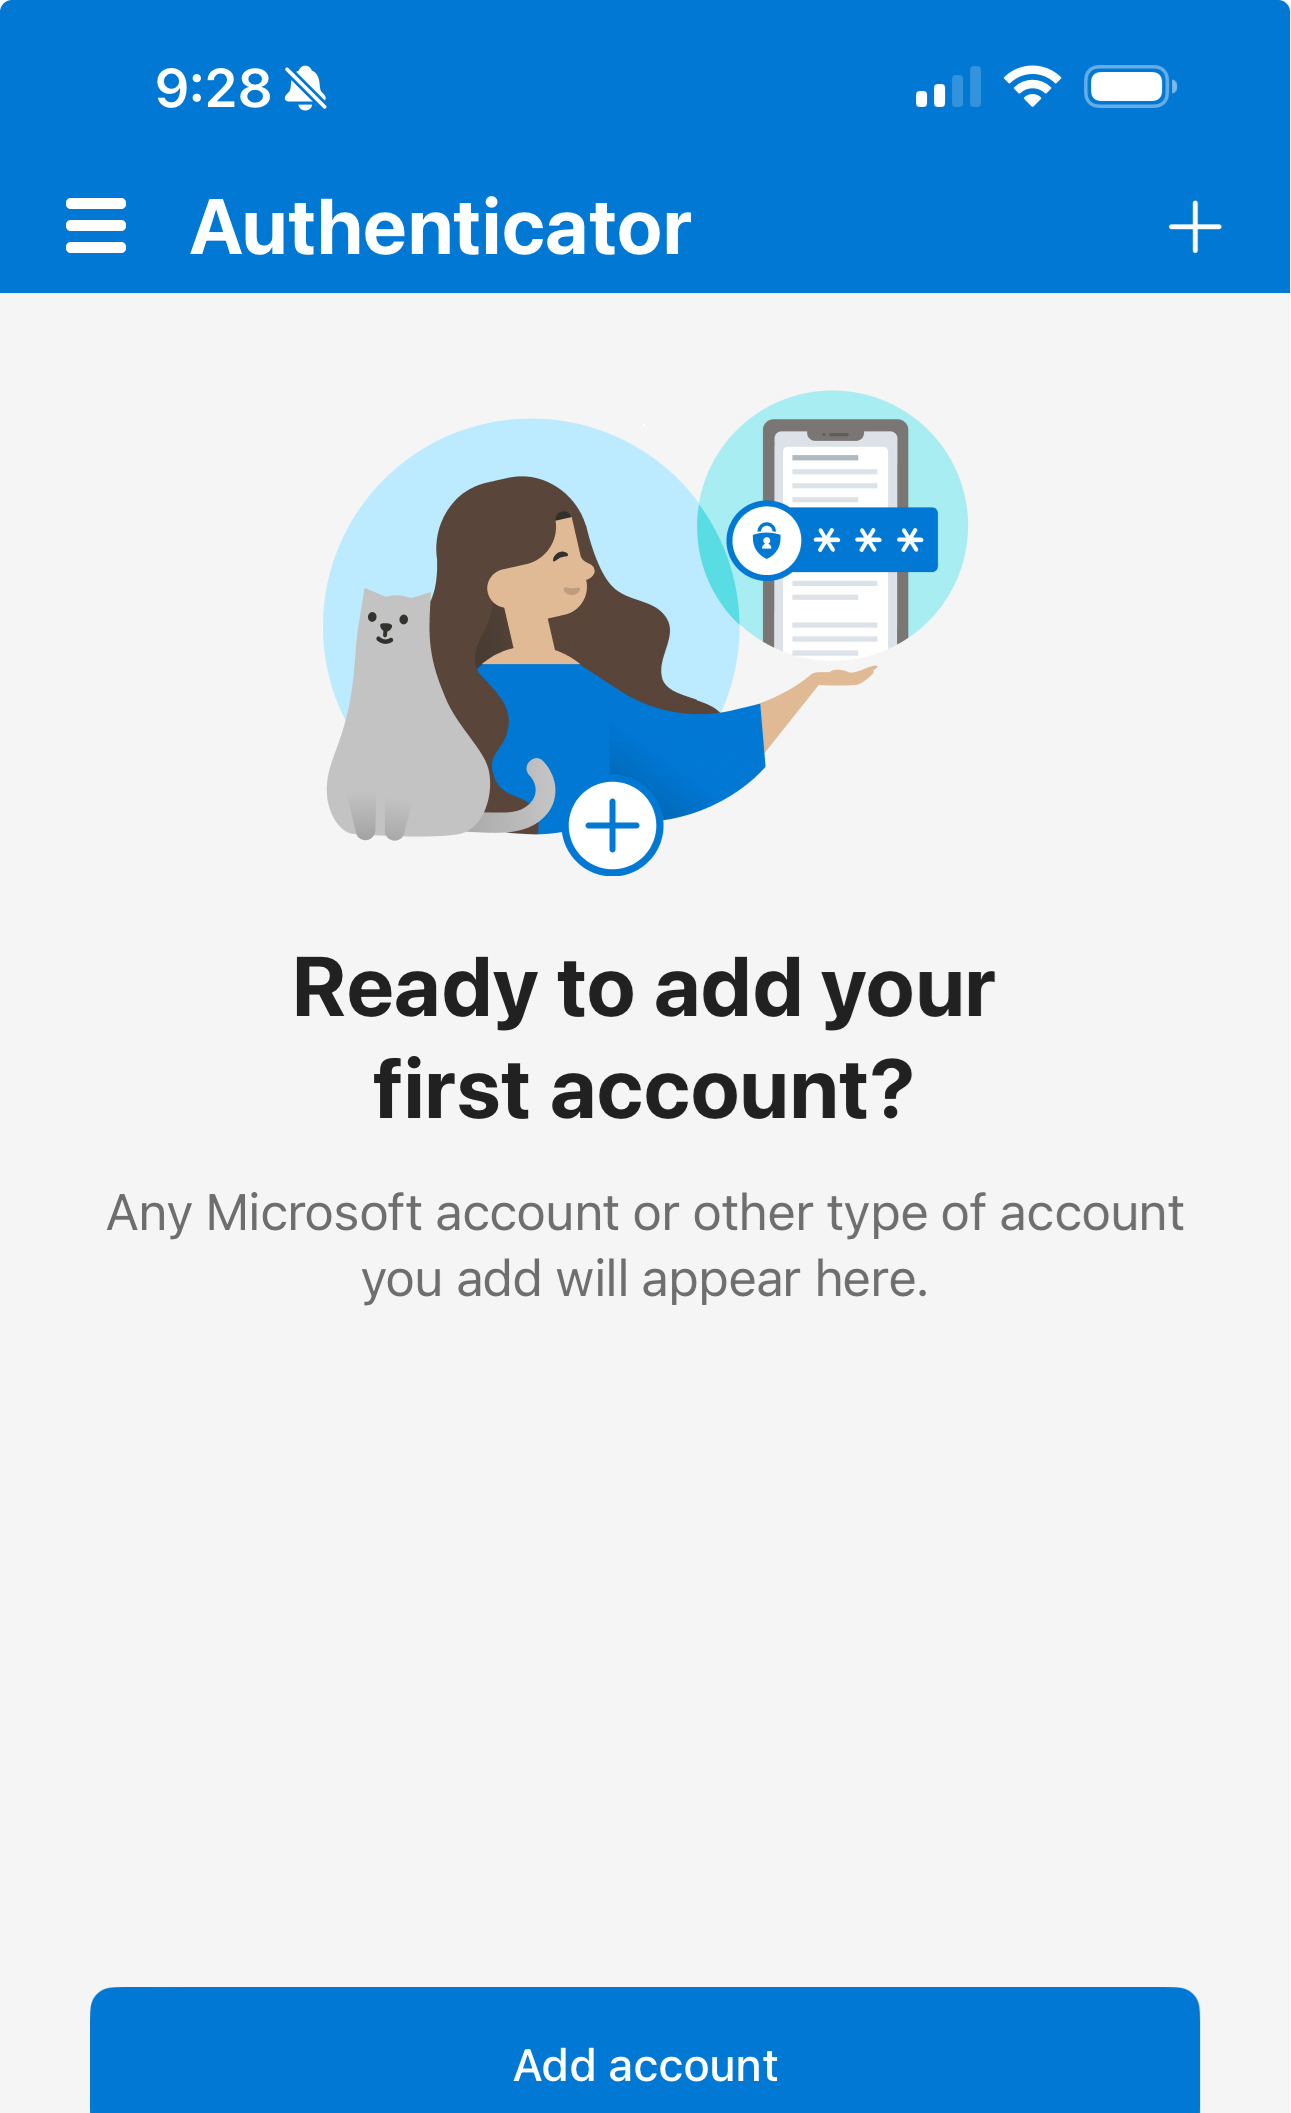 9:28
Authenticator
* * *
Ready to add your
first account?
Any Microsoft account or other type of account
you add will appear here.
Add account